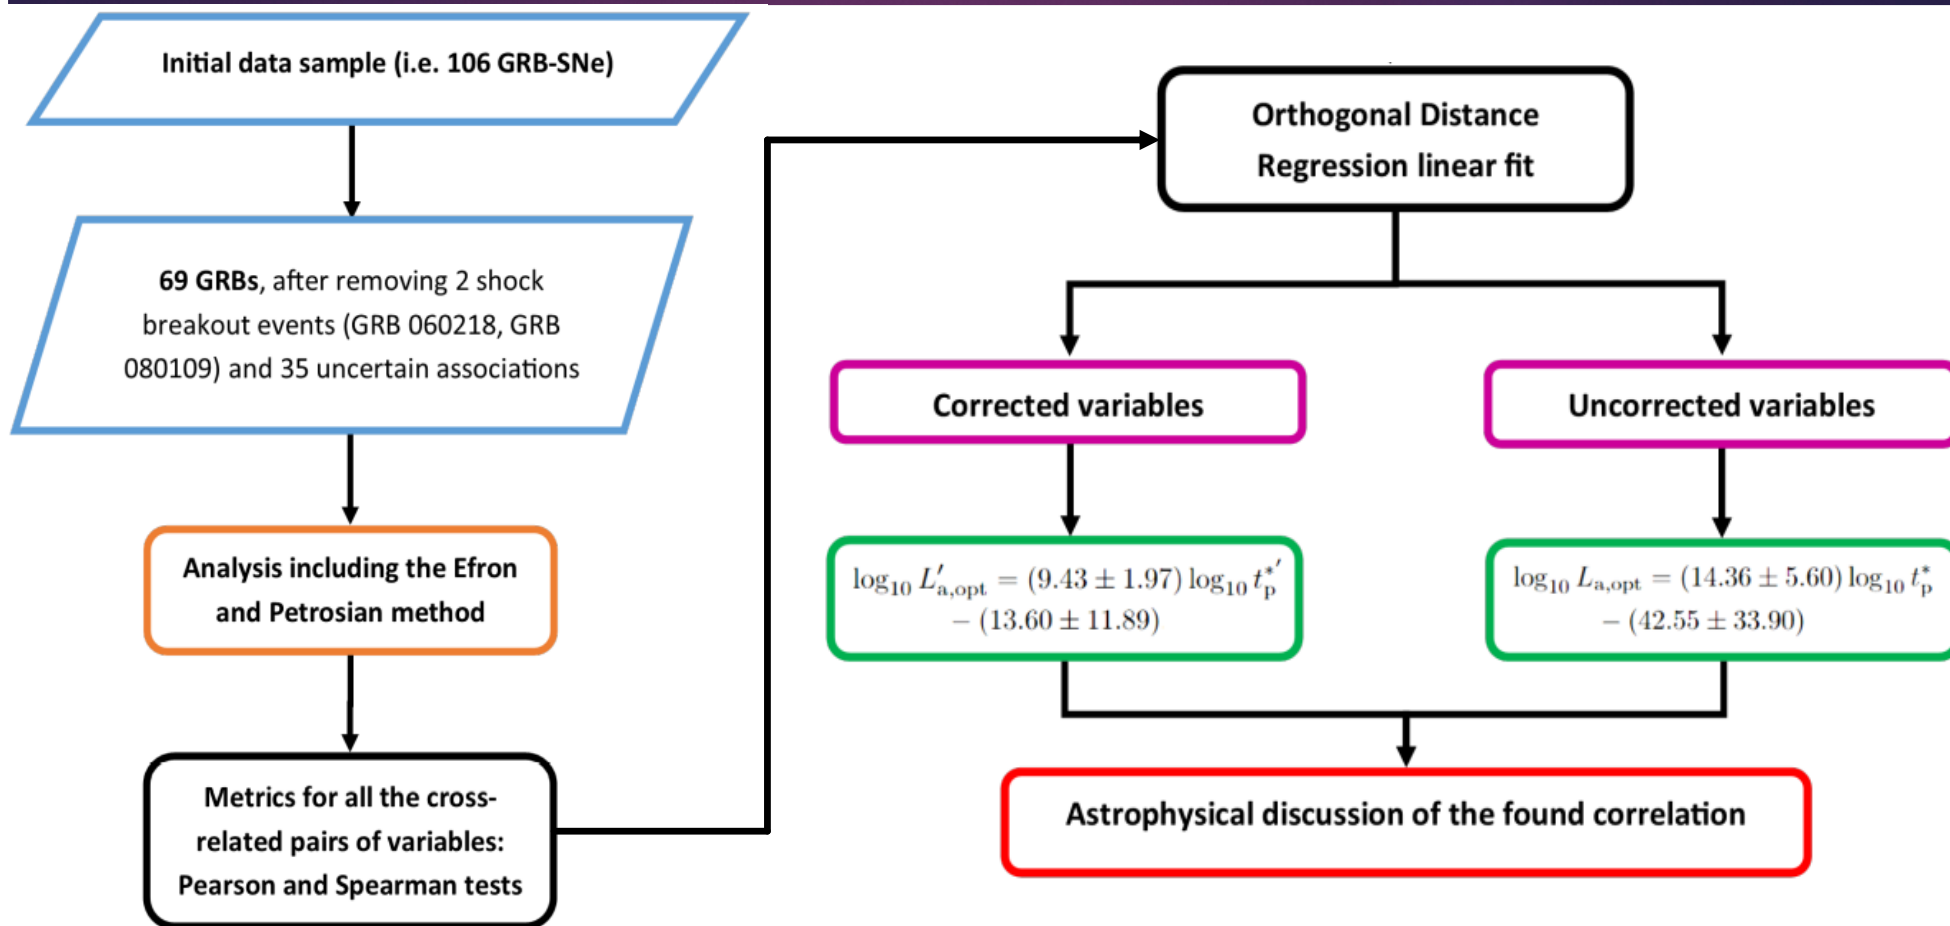 Initial data sample (i.e. 106 GRB-SNe)
69 GRBs, after removing 2 shock
breakout events (GRB 060218, GRB
080109) and 35 uncertain associations
Analysis including the Efron
and Petrosian method
Metrics for all the cross-
related pairs of variables:
Pearson and Spearman tests
Orthogonal Distance
Regression linear fit
Corrected variables
Uncorrected variables
log₁₀ L′ₐ,ₒₚₜ = (9.43 ± 1.97) log₁₀ tₚ*′
− (13.60 ± 11.89)
log₁₀ Lₐ,ₒₚₜ = (14.36 ± 5.60) log₁₀ tₚ*
− (42.55 ± 33.90)
Astrophysical discussion of the found correlation